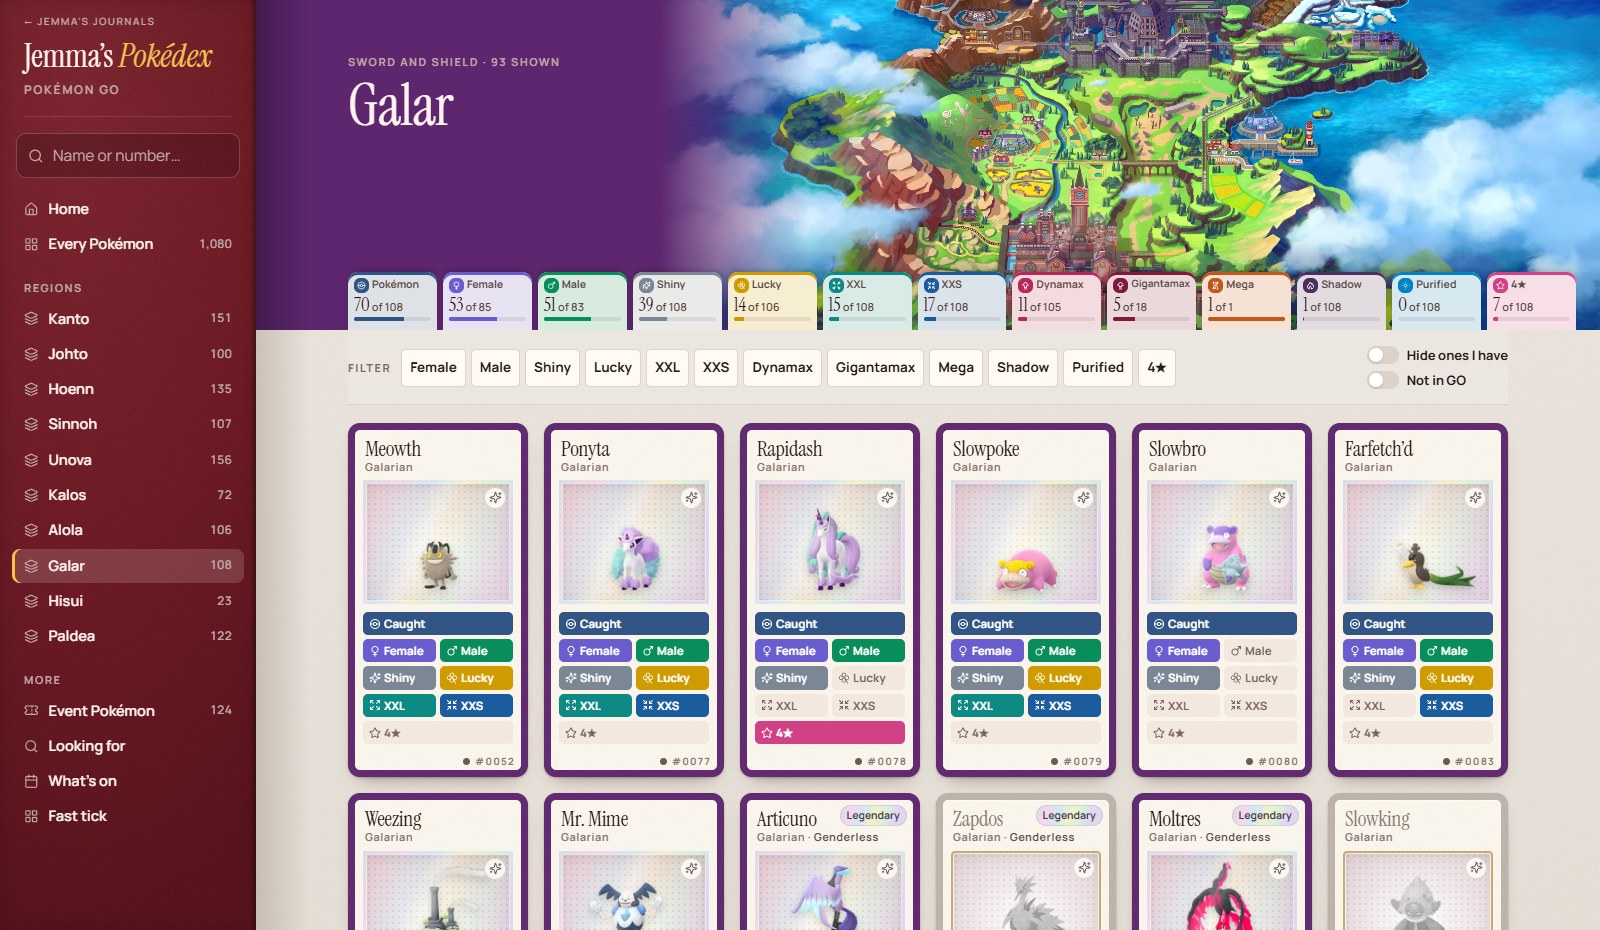 ← JEMMA'S JOURNALS
Jemma's Pokédex
POKÉMON GO
Name or number...
Home
Every Pokémon 1,080
REGIONS
Kanto 151
Johto 100
Hoenn 135
Sinnoh 107
Unova 156
Kalos 72
Alola 106
Galar 108
Hisui 23
Paldea 122
MORE
Event Pokémon 124
Looking for
What's on
Fast tick
SWORD AND SHIELD · 93 SHOWN
Galar
Pokémon Female Male Shiny Lucky XXL XXS Dynamax Gigantamax Mega Shadow Purified 4★
70 of 108 53 of 85 51 of 83 39 of 108 14 of 106 15 of 108 17 of 108 11 of 105 5 of 18 1 of 1 1 of 108 0 of 108 7 of 108
FILTER Female Male Shiny Lucky XXL XXS Dynamax Gigantamax Mega Shadow Purified 4★
Hide ones I have
Not in GO
Meowth
Galarian
Caught
Female Male
Shiny Lucky
XXL XXS
4★
#0052
Ponyta
Galarian
Caught
Female Male
Shiny Lucky
XXL XXS
4★
#0077
Rapidash
Galarian
Caught
Female Male
Shiny Lucky
XXL XXS
4★
#0078
Slowpoke
Galarian
Caught
Female Male
Shiny Lucky
XXL XXS
4★
#0079
Slowbro
Galarian
Caught
Female Male
Shiny Lucky
XXL XXS
4★
#0080
Farfetch'd
Galarian
Caught
Female Male
Shiny Lucky
XXL XXS
4★
#0083
Weezing
Galarian
Mr. Mime
Galarian
Articuno Legendary
Galarian · Genderless
Zapdos Legendary
Galarian · Genderless
Moltres Legendary
Galarian · Genderless
Slowking
Galarian